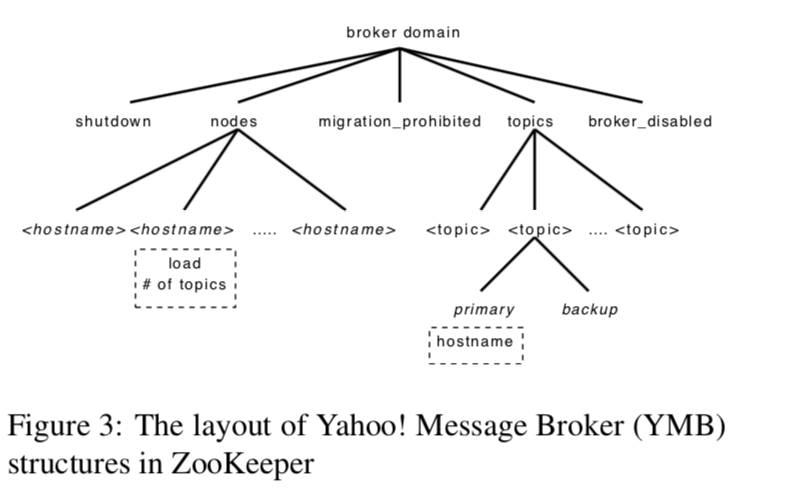 broker domain
shutdown nodes migration_prohibited topics broker_disabled
<hostname> <hostname> ..... <hostname> <topic> <topic> .... <topic>
load
# of topics
primary backup
hostname
Figure 3: The layout of Yahoo! Message Broker (YMB)
structures in ZooKeeper